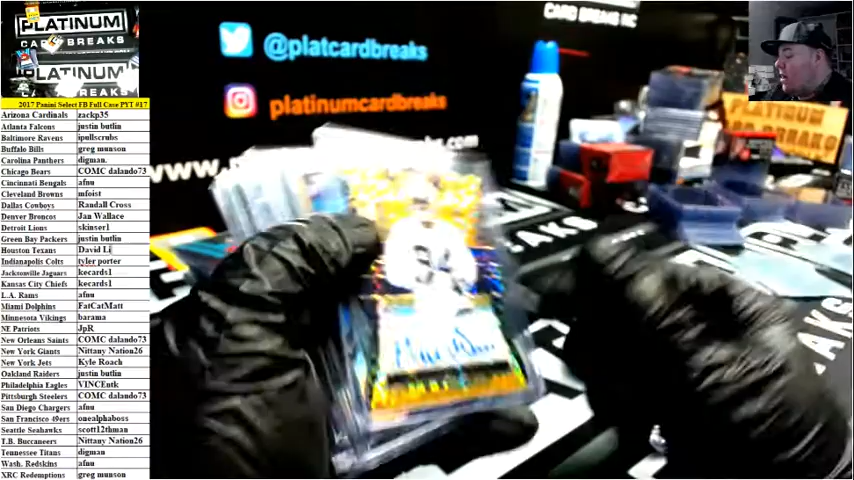 PLATINUM
CARD BREAKS
PLATINUM
CARD BREAKS
2017 Panini Select FB Full Case PYT #17
Arizona Cardinals zackp35
Atlanta Falcons justin butlin
Baltimore Ravens ipullscrubs
Buffalo Bills greg munson
Carolina Panthers digman.
Chicago Bears COMC dalando73
Cincinnati Bengals afnu
Cleveland Browns mfoist
Dallas Cowboys Randall Cross
Denver Broncos Jan Wallace
Detroit Lions skinser1
Green Bay Packers justin butlin
Houston Texans David Li
Indianapolis Colts tyler porter
Jacksonville Jaguars kecards1
Kansas City Chiefs kecards1
L.A. Rams afnu
Miami Dolphins FatCatMatt
Minnesota Vikings barama
NE Patriots JpR
New Orleans Saints COMC dalando73
New York Giants Nittany Nation26
New York Jets Kyle Roach
Oakland Raiders justin butlin
Philadelphia Eagles VINCEntk
Pittsburgh Steelers COMC dalando73
San Diego Chargers afnu
San Francisco 49ers onealphaboss
Seattle Seahawks scott12thman
T.B. Buccaneers Nittany Nation26
Tennessee Titans digman
Wash. Redskins afnu
XRC Redemptions greg munson
@platcardbreaks
platinumcardbreaks
www.
.com
CARD BREAKS
PLATINUM
94